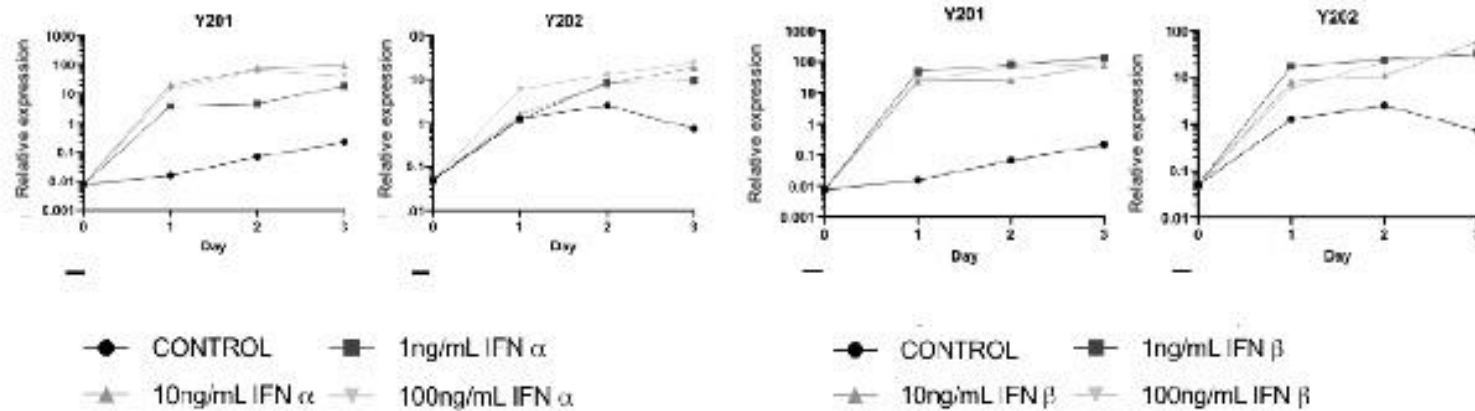 Y201
Relative expression
1000
100
10
1
0.1
0.01
0.001
0
1
2
3
Day
Y202
Relative expression
00
10
1
0.1
.01
0
1
2
3
Day
Y201
Relative expression
1000
100
10
1
0.1
0.01
0.001
0
1
2
3
Day
Y202
Relative expression
100
10
1
0.1
0.01
0
1
2
3
Day
CONTROL
1ng/mL IFN α
10ng/mL IFN α
100ng/mL IFN α
CONTROL
1ng/mL IFN β
10ng/mL IFN β
100ng/mL IFN β